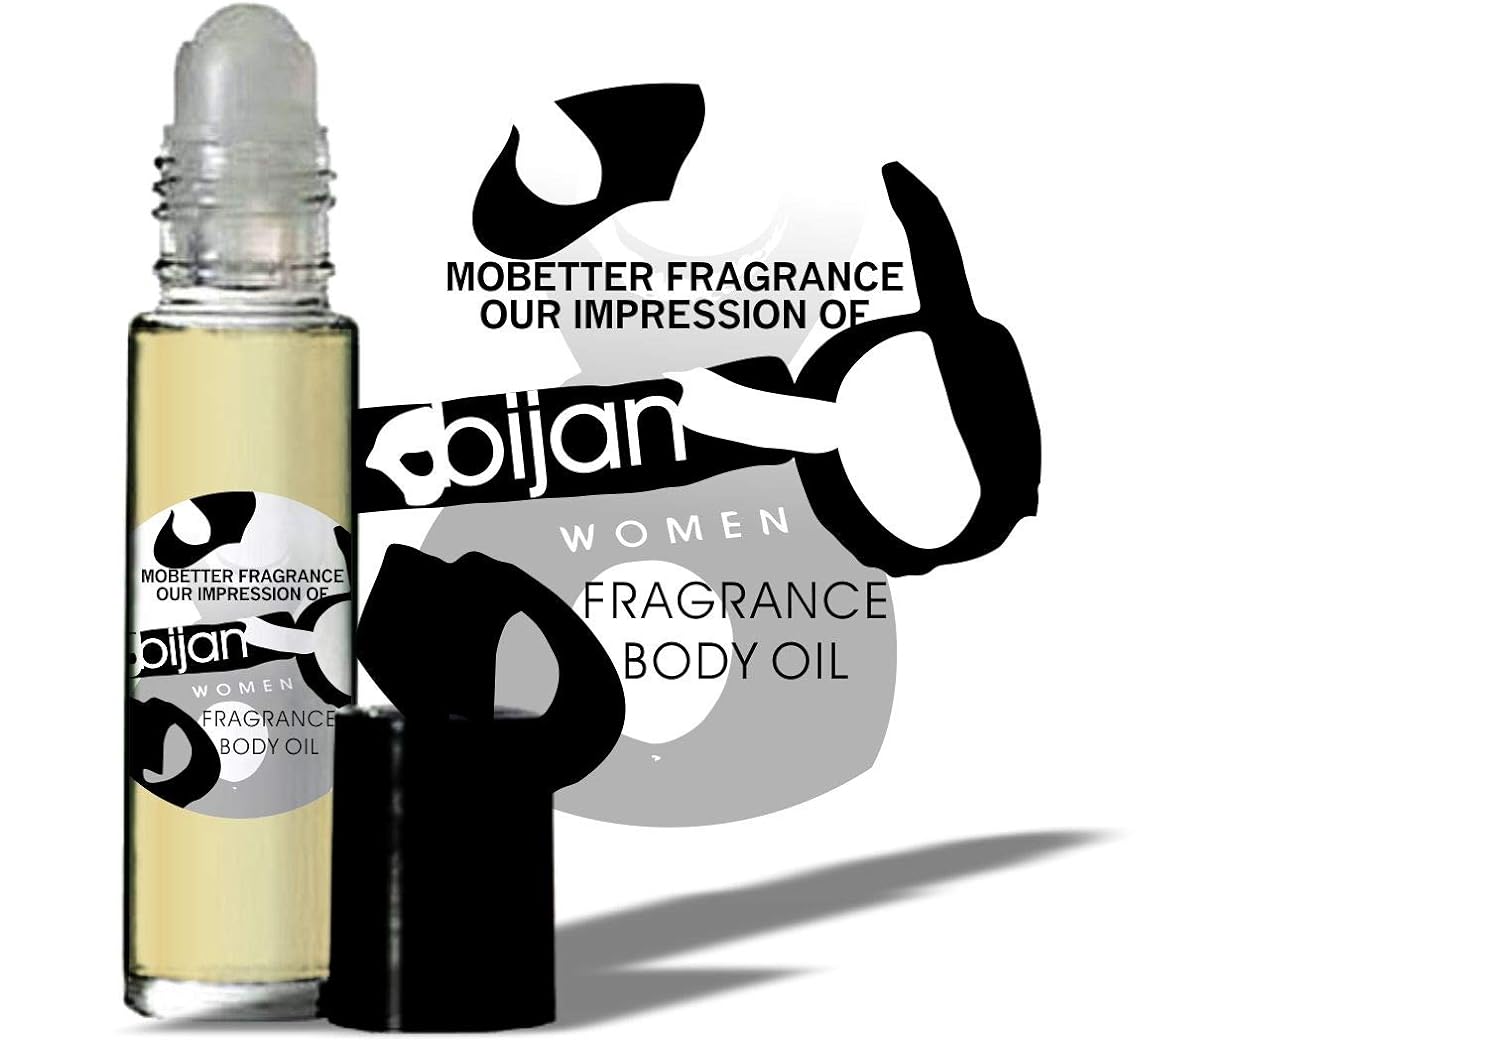 MOBETTER FRAGRANCE
OUR IMPRESSION OF
bijan
WOMEN
FRAGRANCE
BODY OIL
MOBETTER FRAGRANCE
OUR IMPRESSION OF
bijan
WOMEN
FRAGRANCE
BODY OIL